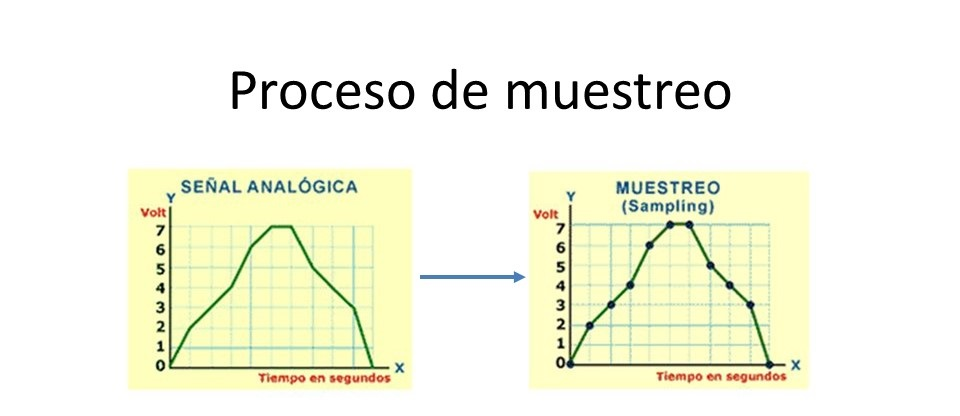 Proceso de muestreo
SEÑAL ANALÓGICA
Y
Volt
7
6
5
4
3
2
1
0
X
Tiempo en segundos
MUESTREO
(Sampling)
Y
Volt
7
6
5
4
3
2
1
0
X
Tiempo en segundos